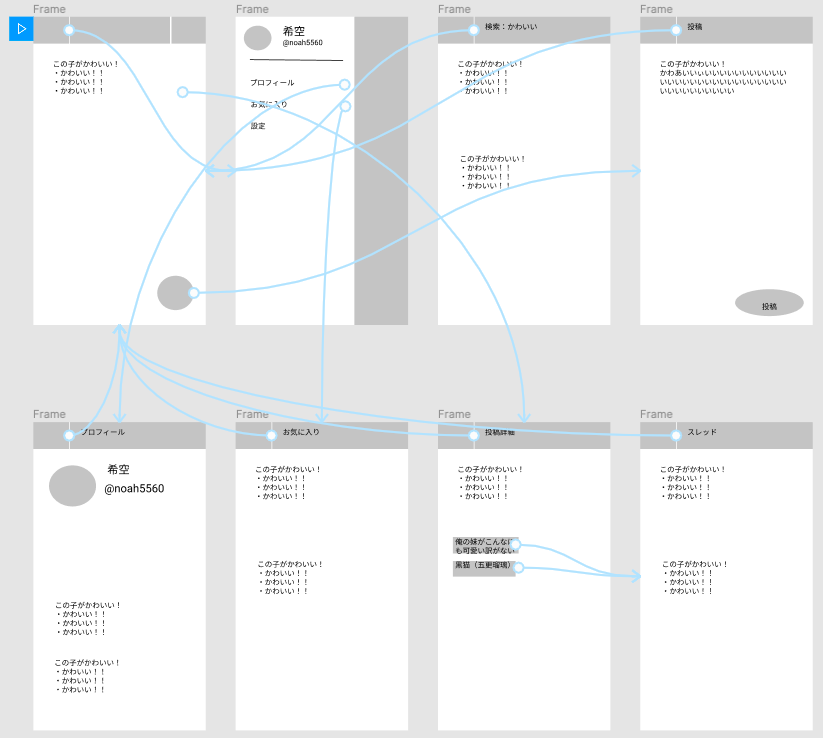 Frame
この子がかわいい！
・かわいい！！
・かわいい！！
・かわいい！！
Frame
希空
@noah5560
プロフィール
お気に入り
設定
Frame
検索：かわいい
この子がかわいい！
・かわいい！！
・かわいい！！
かわいい！！
この子がかわいい！
・かわいい！！
・かわいい！！
・かわいい！！
Frame
投稿
この子がかわいい！
かわあいいいいいいいいいいいいいい
いいいいいいいいいいいいいいいいいい
いいいいいいいいいいい
投稿
Frame
プロフィール
希空
@noah5560
この子がかわいい！
・かわいい！！
・かわいい！！
・かわいい！！
この子がかわいい！
・かわいい！！
・かわいい！！
・かわいい！！
Frame
お気に入り
この子がかわいい！
・かわいい！！
・かわいい！！
・かわいい！！
この子がかわいい！
・かわいい！！
・かわいい！！
・かわいい！！
Frame
投稿詳細
この子がかわいい！
・かわいい！！
・かわいい！！
・かわいい！！
俺の妹がこんなに
も可愛い訳がない
黒猫（五更瑠璃）
Frame
スレッド
この子がかわいい！
・かわいい！！
・かわいい！！
・かわいい！！
この子がかわいい！
・かわいい！！
・かわいい！！
・かわいい！！